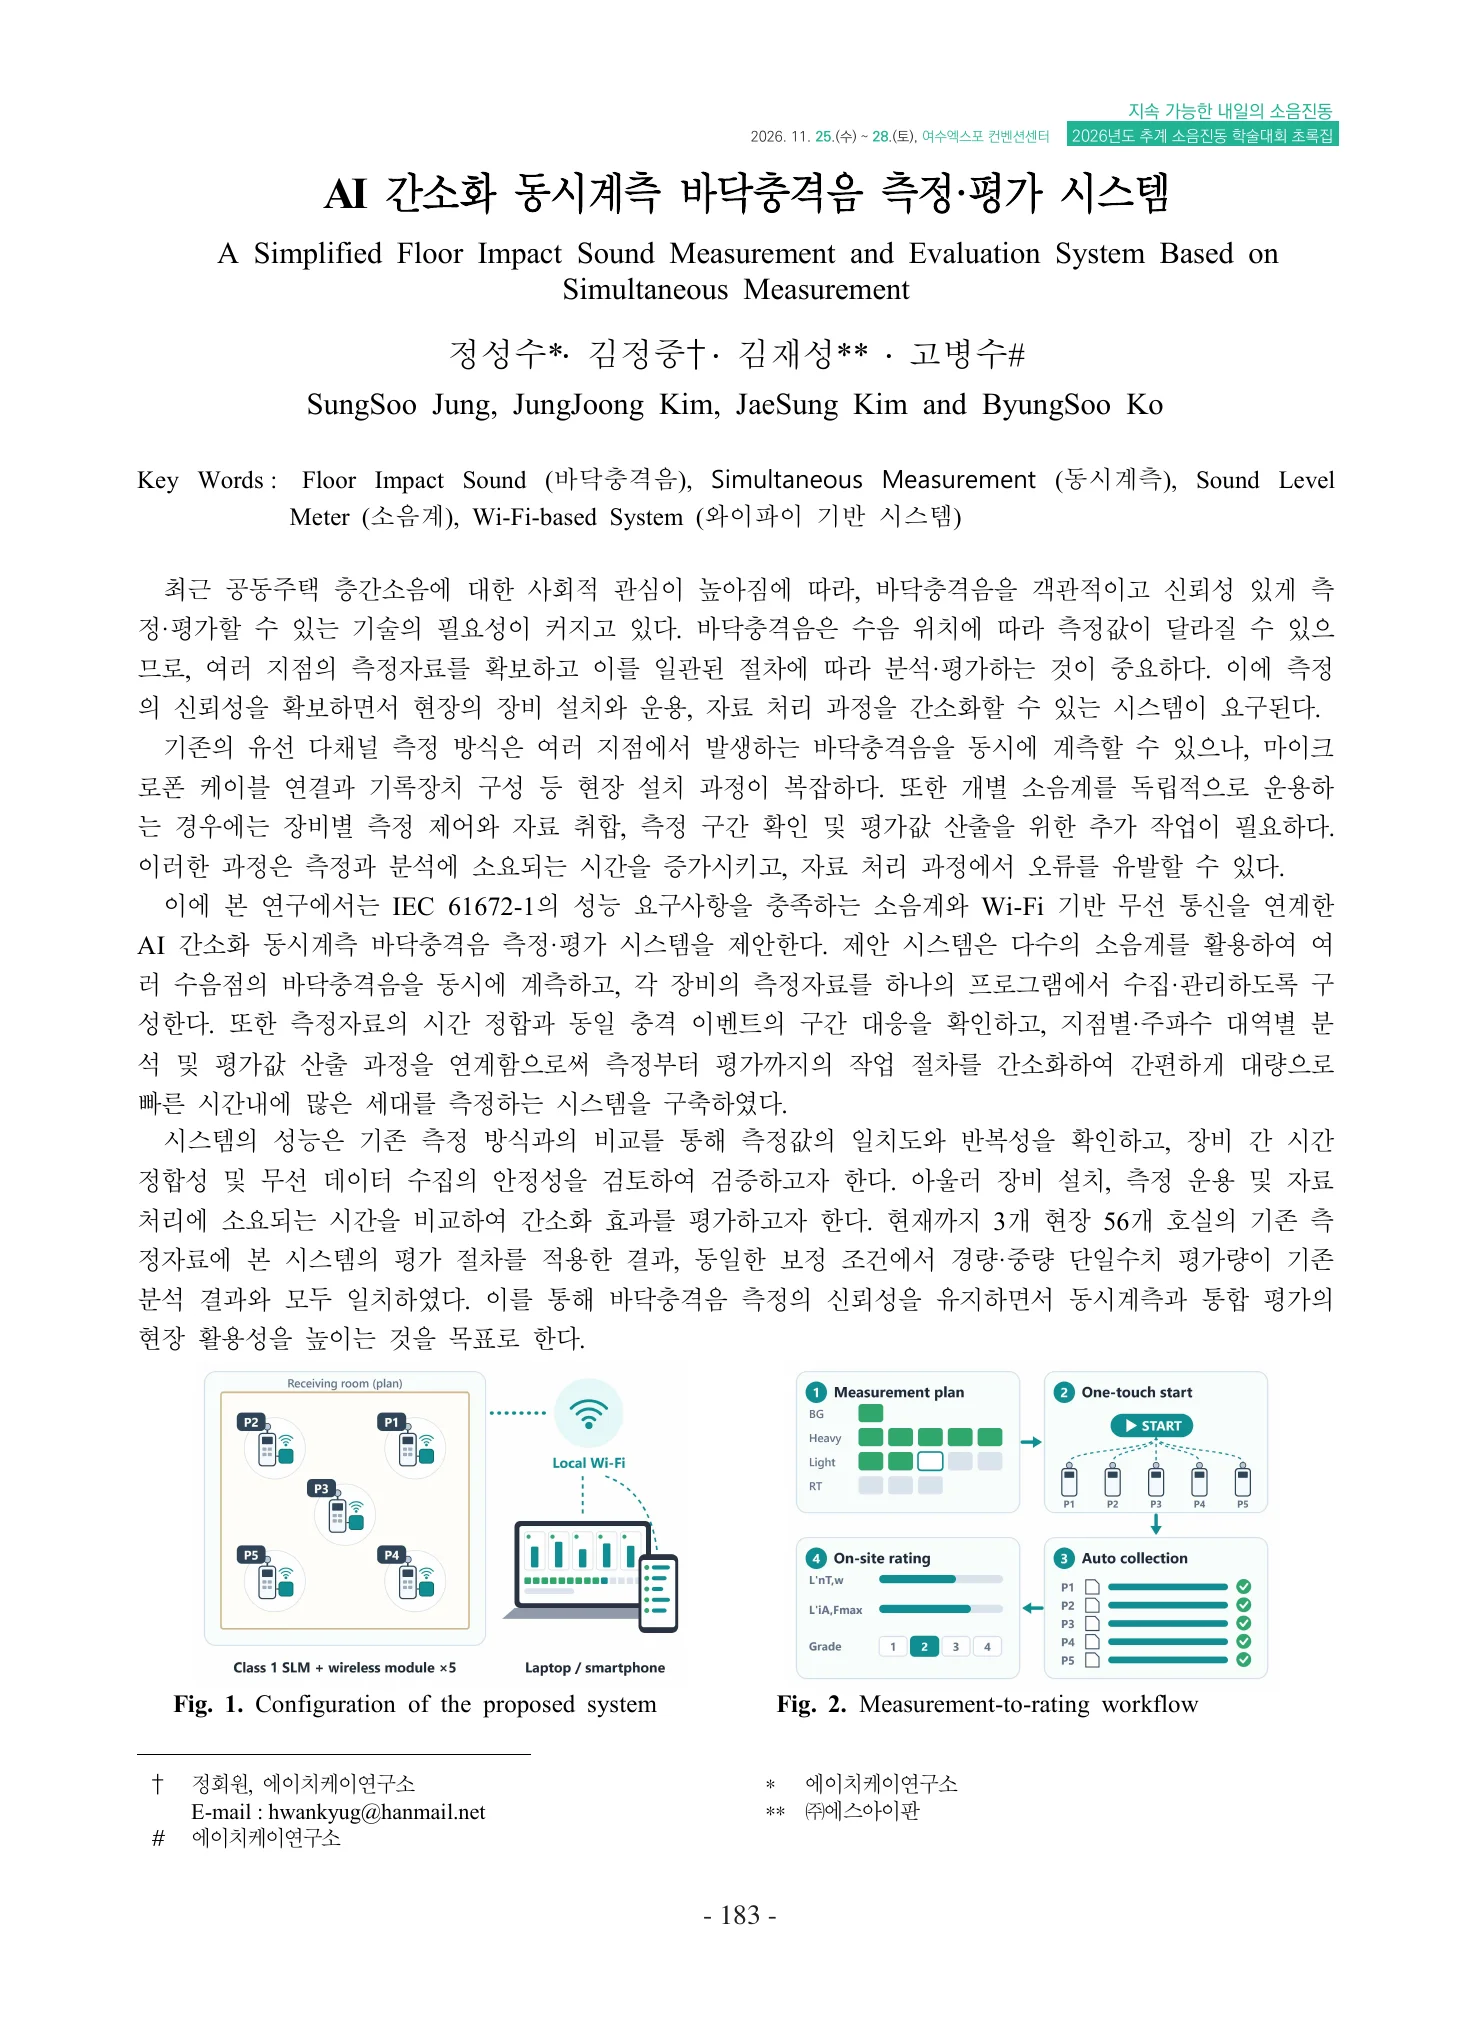 지속 가능한 내일의 소음진동
2026. 11. 25.(수) ~ 28.(토), 여수엑스포 컨벤션센터 2026년도 추계 소음진동 학술대회 초록집
AI 간소화 동시계측 바닥충격음 측정·평가 시스템
A Simplified Floor Impact Sound Measurement and Evaluation System Based on
Simultaneous Measurement
정성수*· 김정중†· 김재성** · 고병수#
SungSoo Jung, JungJoong Kim, JaeSung Kim and ByungSoo Ko
Key Words : Floor Impact Sound (바닥충격음), Simultaneous Measurement (동시계측), Sound Level
Meter (소음계), Wi-Fi-based System (와이파이 기반 시스템)
최근 공동주택 층간소음에 대한 사회적 관심이 높아짐에 따라, 바닥충격음을 객관적이고 신뢰성 있게 측
정·평가할 수 있는 기술의 필요성이 커지고 있다. 바닥충격음은 수음 위치에 따라 측정값이 달라질 수 있으
므로, 여러 지점의 측정자료를 확보하고 이를 일관된 절차에 따라 분석·평가하는 것이 중요하다. 이에 측정
의 신뢰성을 확보하면서 현장의 장비 설치와 운용, 자료 처리 과정을 간소화할 수 있는 시스템이 요구된다.
기존의 유선 다채널 측정 방식은 여러 지점에서 발생하는 바닥충격음을 동시에 계측할 수 있으나, 마이크
로폰 케이블 연결과 기록장치 구성 등 현장 설치 과정이 복잡하다. 또한 개별 소음계를 독립적으로 운용하
는 경우에는 장비별 측정 제어와 자료 취합, 측정 구간 확인 및 평가값 산출을 위한 추가 작업이 필요하다.
이러한 과정은 측정과 분석에 소요되는 시간을 증가시키고, 자료 처리 과정에서 오류를 유발할 수 있다.
이에 본 연구에서는 IEC 61672-1의 성능 요구사항을 충족하는 소음계와 Wi-Fi 기반 무선 통신을 연계한
AI 간소화 동시계측 바닥충격음 측정·평가 시스템을 제안한다. 제안 시스템은 다수의 소음계를 활용하여 여
러 수음점의 바닥충격음을 동시에 계측하고, 각 장비의 측정자료를 하나의 프로그램에서 수집·관리하도록 구
성한다. 또한 측정자료의 시간 정합과 동일 충격 이벤트의 구간 대응을 확인하고, 지점별·주파수 대역별 분
석 및 평가값 산출 과정을 연계함으로써 측정부터 평가까지의 작업 절차를 간소화하여 간편하게 대량으로
빠른 시간내에 많은 세대를 측정하는 시스템을 구축하였다.
시스템의 성능은 기존 측정 방식과의 비교를 통해 측정값의 일치도와 반복성을 확인하고, 장비 간 시간
정합성 및 무선 데이터 수집의 안정성을 검토하여 검증하고자 한다. 아울러 장비 설치, 측정 운용 및 자료
처리에 소요되는 시간을 비교하여 간소화 효과를 평가하고자 한다. 현재까지 3개 현장 56개 호실의 기존 측
정자료에 본 시스템의 평가 절차를 적용한 결과, 동일한 보정 조건에서 경량·중량 단일수치 평가량이 기존
분석 결과와 모두 일치하였다. 이를 통해 바닥충격음 측정의 신뢰성을 유지하면서 동시계측과 통합 평가의
현장 활용성을 높이는 것을 목표로 한다.
Receiving room (plan)
P2
P1
P3
P5
P4
Local Wi-Fi
Class 1 SLM + wireless module ×5
Laptop / smartphone
Fig. 1. Configuration of the proposed system
1 Measurement plan
BG
Heavy
Light
RT
2 One-touch start
START
P1 P2 P3 P4 P5
4 On-site rating
L'nT,w
L'iA,Fmax
Grade 1 2 3 4
3 Auto collection
P1
P2
P3
P4
P5
Fig. 2. Measurement-to-rating workflow
† 정회원, 에이치케이연구소
E-mail : hwankyug@hanmail.net
# 에이치케이연구소
* 에이치케이연구소
** ㈜에스아이판
- 183 -